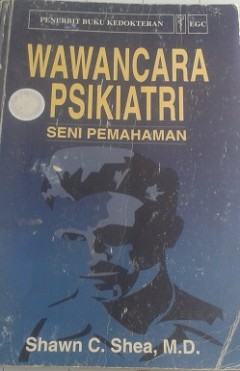 PENERBIT BUKU KEDOKTERAN EGC
WAWANCARA
PSIKIATRI
SENI PEMAHAMAN
Shawn C. Shea, M.D.